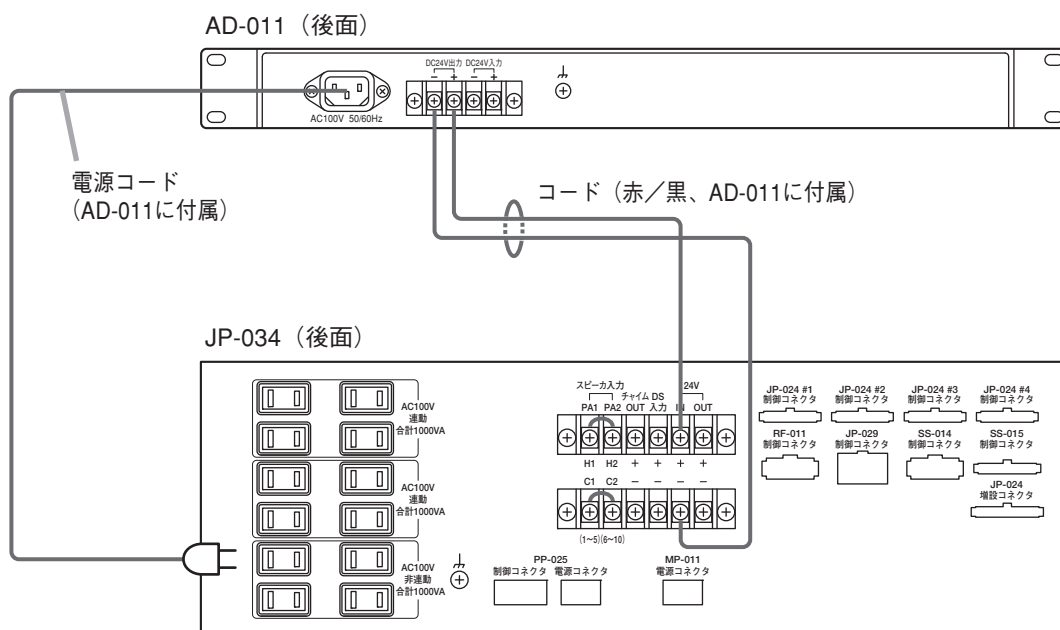 AD-011（後面）
DC24V出力 DC24V入力
− + − +
AC100V 50/60Hz
電源コード
（AD-011に付属）
コード（赤／黒、AD-011に付属）
JP-034（後面）
AC100V
連動
合計1000VA
AC100V
連動
合計1000VA
AC100V
非連動
合計1000VA
スピーカ入力
チャイム DS 24V
PA1 PA2 OUT 入力 IN OUT
H1 H2 + + + +
C1 C2 − − − −
(1~5)(6~10)
PP-025
制御コネクタ 電源コネクタ
MP-011
電源コネクタ
JP-024 #1
制御コネクタ
JP-024 #2
制御コネクタ
JP-024 #3
制御コネクタ
JP-024 #4
制御コネクタ
RF-011
制御コネクタ
JP-029
制御コネクタ
SS-014
制御コネクタ
SS-015
制御コネクタ
JP-024
増設コネクタ